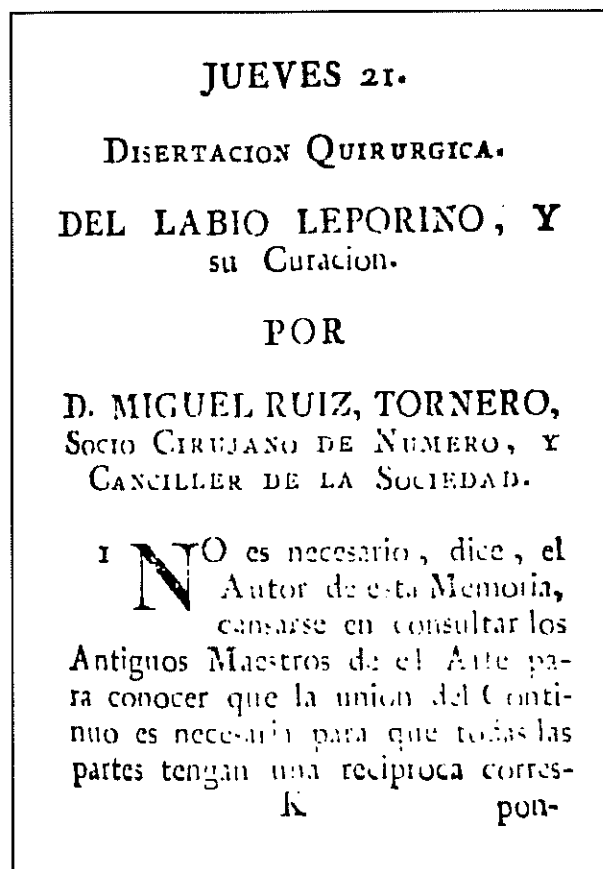 JUEVES 21.
DISERTACION QUIRURGICA.
DEL LABIO LEPORINO, Y
su Curacion.
POR
D. MIGUEL RUIZ, TORNERO,
SOCIO CIRUJANO DE NUMERO, Y
CANCILLER DE LA SOCIEDAD.
1 NO es necesario, dice, el
Autor de esta Memoria,
cansarse en consultar los
Antiguos Maestros de el Arte pa-
ra conocer que la union del Conti-
nuo es necesaria para que todas las
partes tengan una reciproca corres-
K pon-